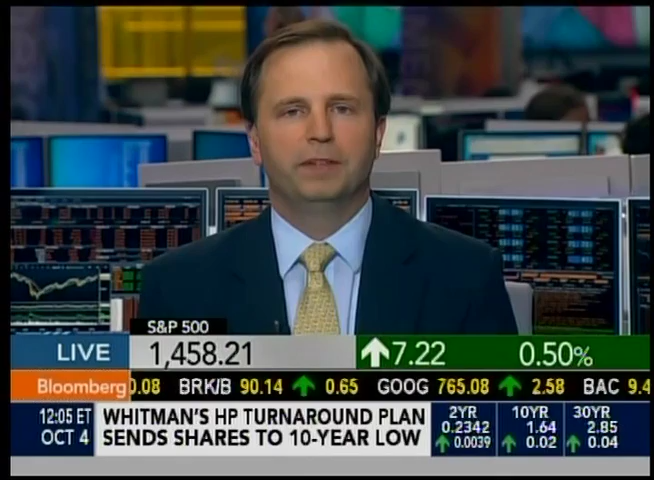 S&P 500
LIVE 1,458.21 7.22 0.50%
Bloomberg 0.08 BRK/B 90.14 0.65 GOOG 765.08 2.58 BAC 9.4
12:05 ET
OCT 4
WHITMAN'S HP TURNAROUND PLAN
SENDS SHARES TO 10-YEAR LOW
2YR 10YR 30YR
0.2342 1.64 2.85
0.0039 0.02 0.04